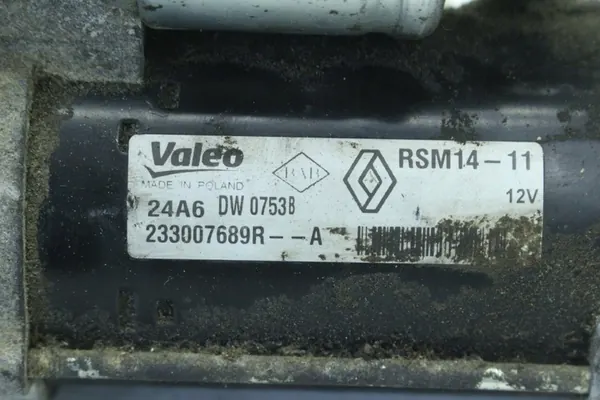 Valeo
MADE IN POLAND
RSM14-11
12V
24A6 DW 0753B
233007689R--A